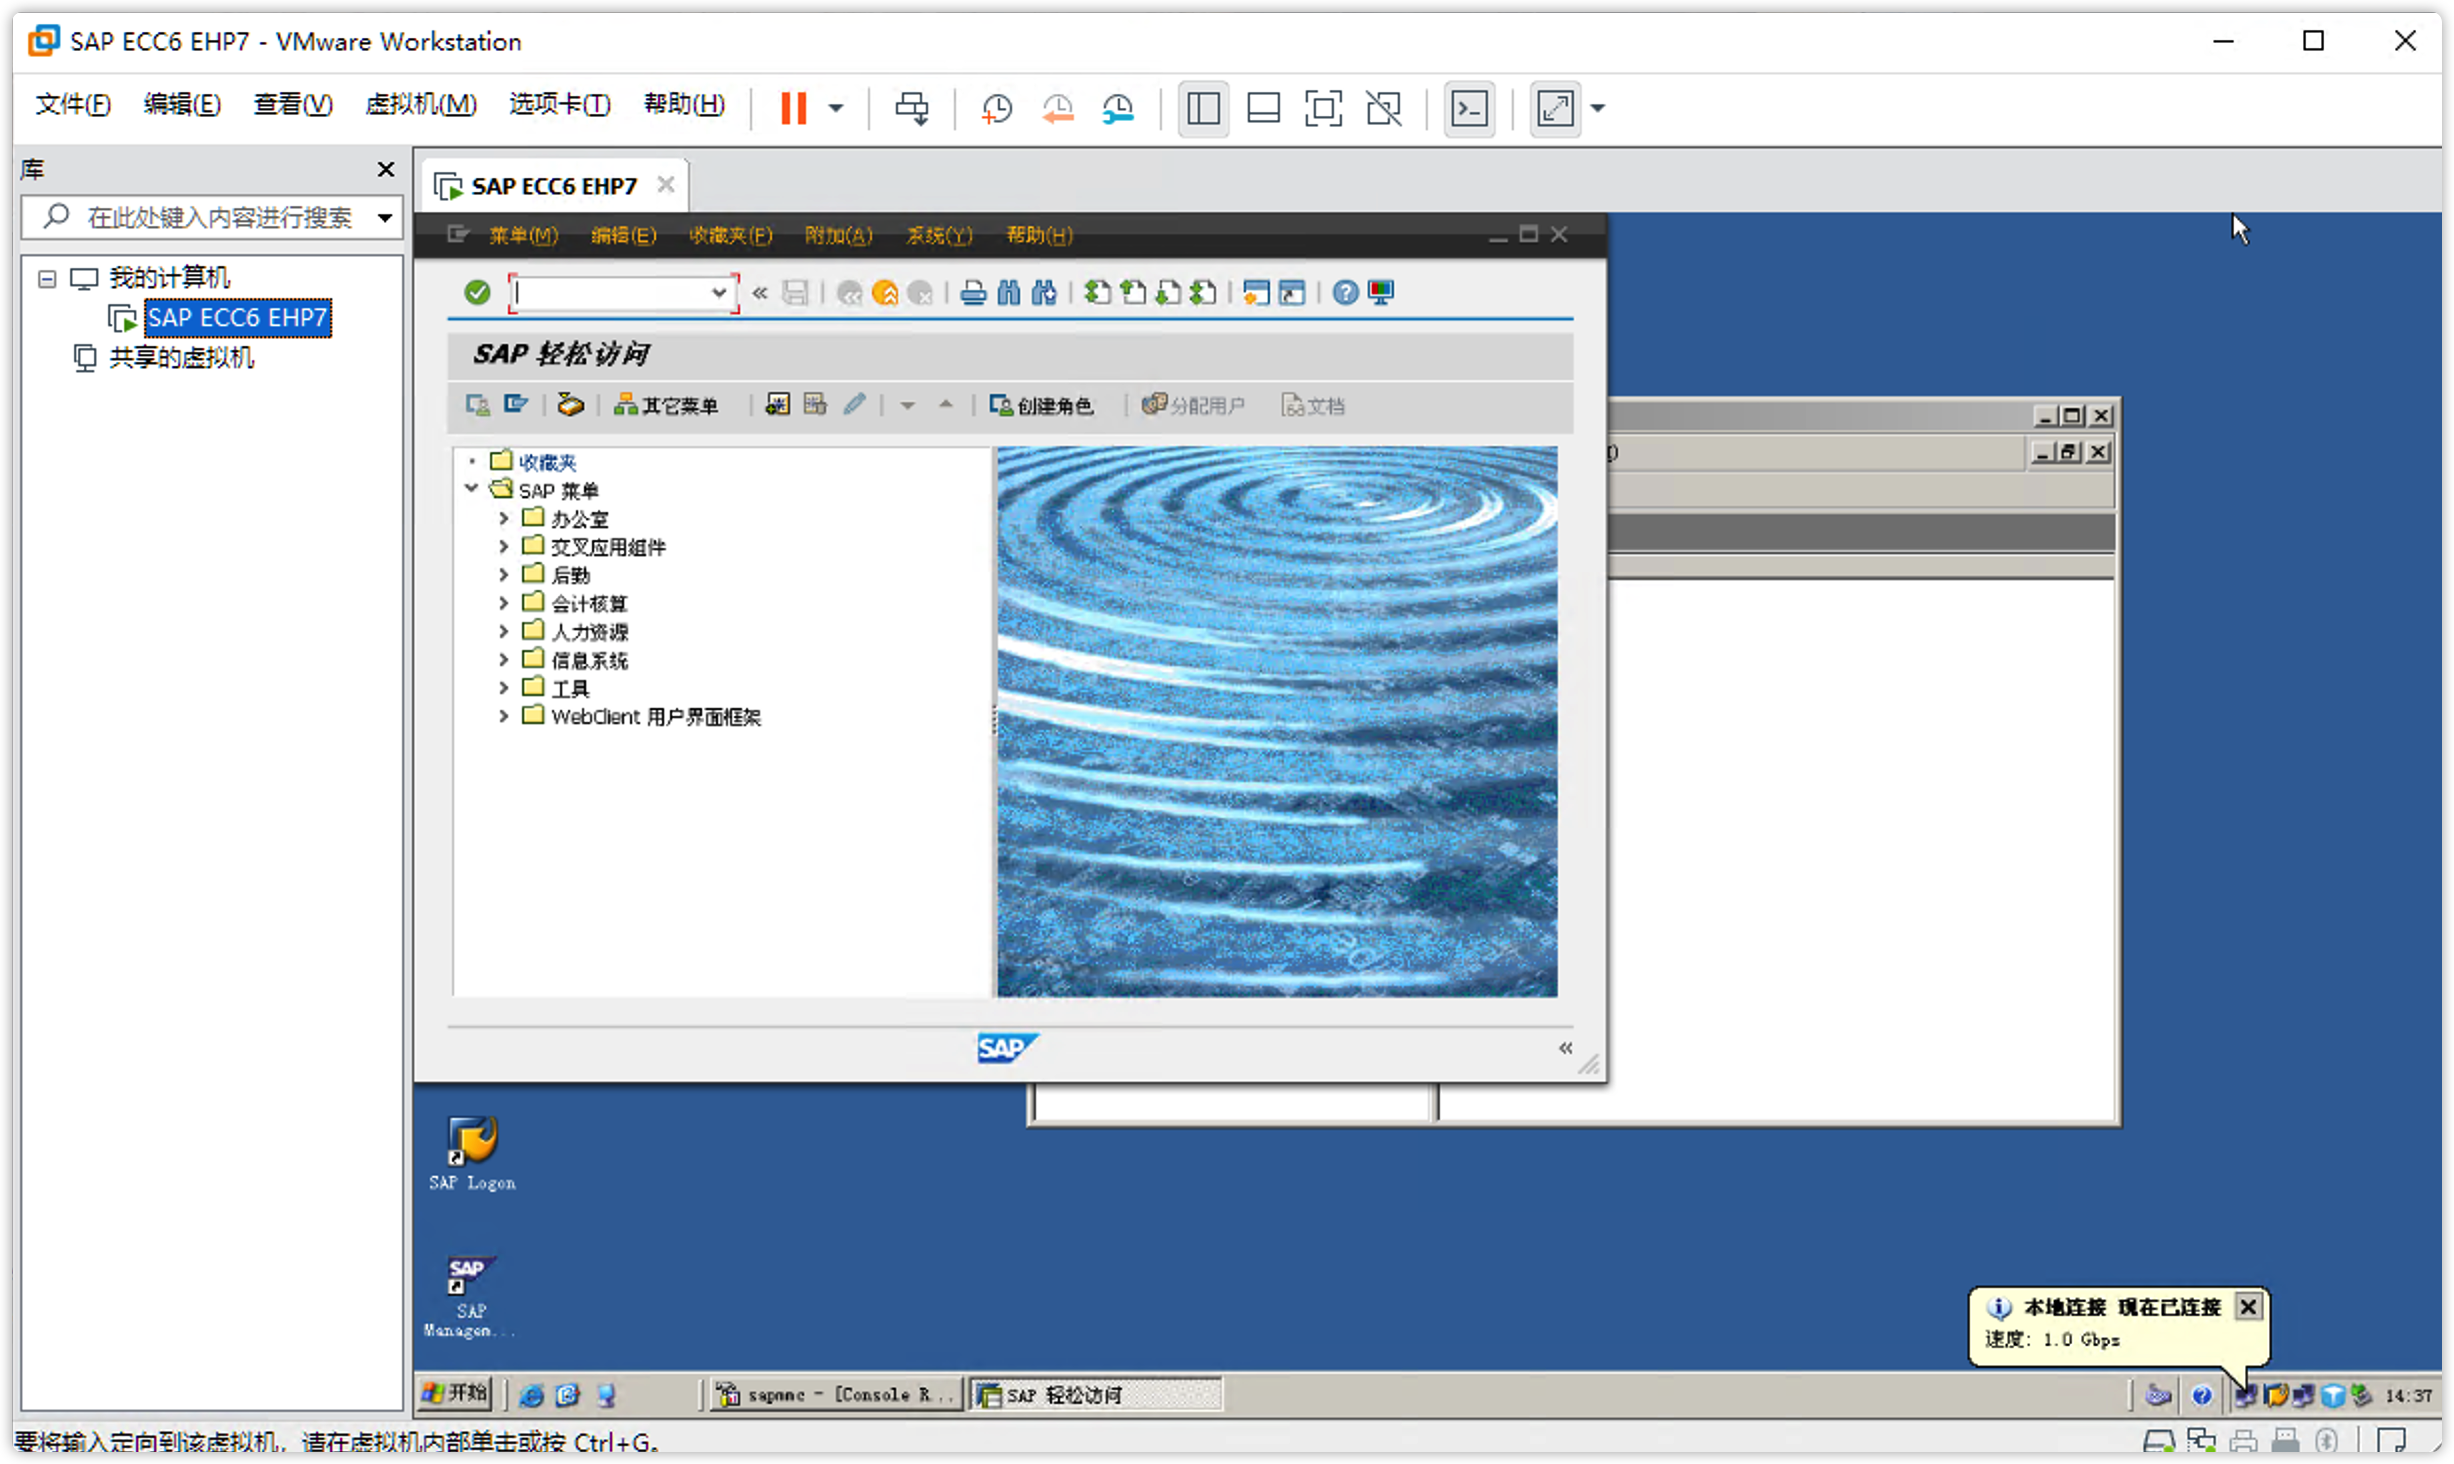 SAP ECC6 EHP7 - VMware Workstation
文件(F) 编辑(E) 查看(V) 虚拟机(M) 选项卡(T) 帮助(H)
库
在此处键入内容进行搜索
我的计算机
SAP ECC6 EHP7
共享的虚拟机
SAP ECC6 EHP7
菜单(M) 编辑(E) 收藏夹(F) 附加(A) 系统(Y) 帮助(H)
SAP 轻松访问
其它菜单 创建角色 分配用户 文档
收藏夹
SAP 菜单
办公室
交叉应用组件
后勤
会计核算
人力资源
信息系统
工具
WebClient 用户界面框架
SAP
SAP Logon
SAP
SAP
Managem...
本地连接 现在已连接
速度: 1.0 Gbps
开始 sapmmc - [Console R... SAP 轻松访问 14:37
要将输入定向到该虚拟机，请在虚拟机内部单击或按 Ctrl+G。